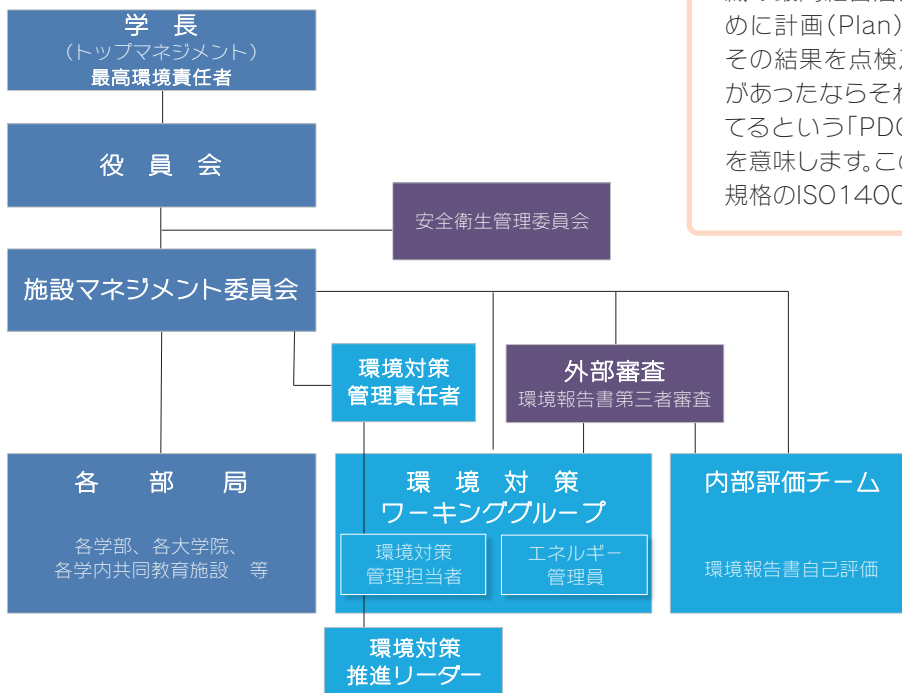 学 長
(トップマネジメント)
最高環境責任者
めに計画(Plan)
その結果を点検
があったならそ
てるという「PD
を意味します。こ
規格のISO1400
役 員 会
安全衛生管理委員会
施設マネジメント委員会
環境対策
管理責任者
外部審査
環境報告書第三者審査
各 部 局
各学部、各大学院、
各学内共同教育施設 等
環 境 対 策
ワーキンググループ
環境対策
管理担当者
エネルギー
管理員
内部評価チーム
環境報告書自己評価
環境対策
推進リーダー